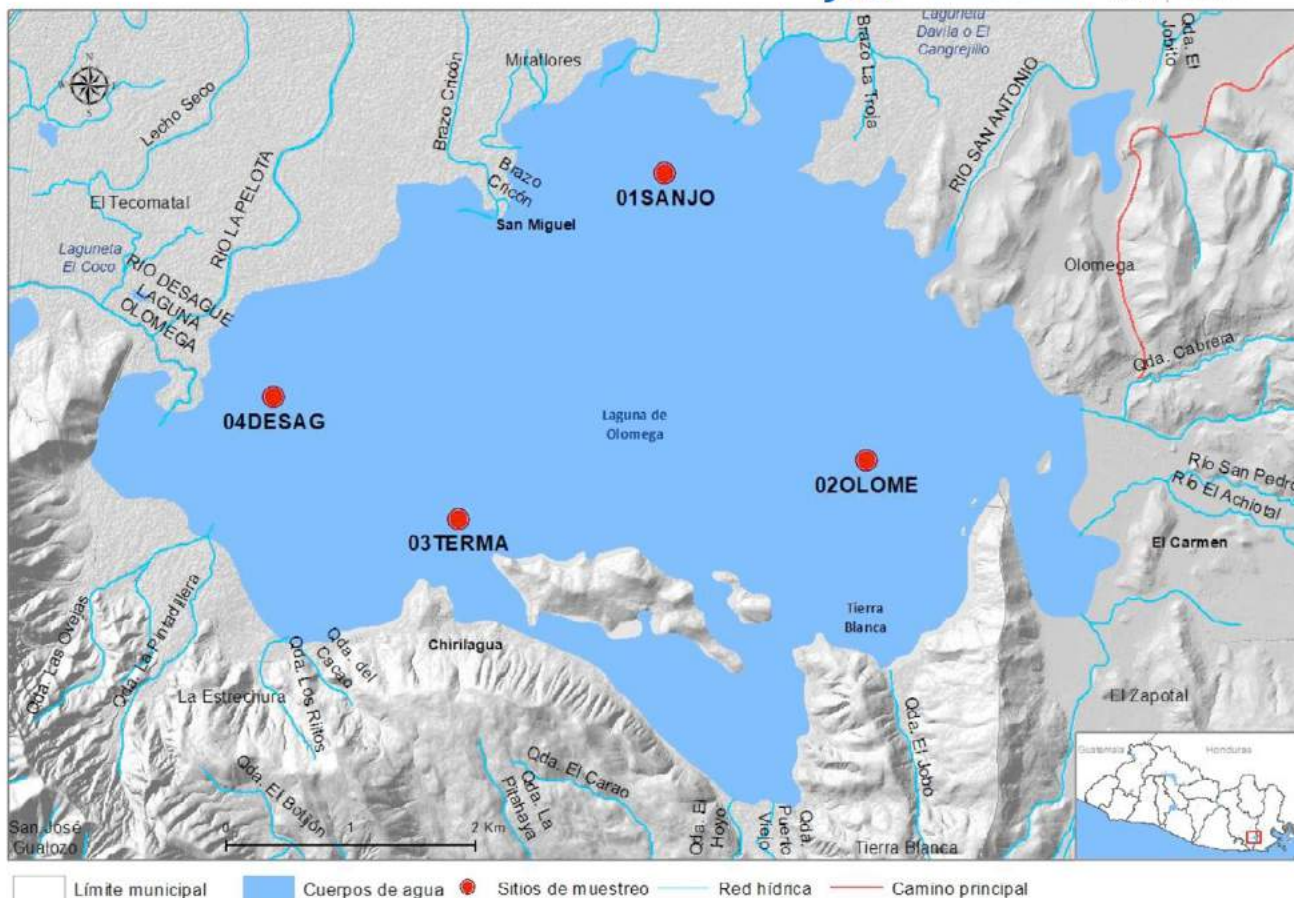 Laguneta
Davila o El
Cangrejillo
Qda. El
Jobito
Miraflores
Brazo Cricón
Brazo La Troja
RIO SAN ANTONIO
N
S
Lecho Seco
RIO LA PELOTA
Brazo
Cricón
01SANJO
El Tecomatal
San Miguel
Laguneta
El Coco
RIO DESAGUE
LAGUNA
OLOMEGA
Olomega
Qda. Cabrera
04DESAG
Laguna de
Olomega
02OLOME
Río San Pedro
Río El Achiotal
03TERMA
El Carmen
Tierra
Blanca
Chirilagua
Qda. Las Ovejas
Qda. La Pintadillera
La Estrechura
Qda. Los Riitos
Qda. del
Cacao
El Zapotal
Qda. El Jobo
Qda. El Botijón
Qda. La
Pitahaya
Qda. El Carao
Qda. El
Hoyo
Qda.
Puerto
Viejo
Tierra Blanca
San José
Gualozo
0 1 2 Km
Guatemala
Honduras
Límite municipal Cuerpos de agua Sitios de muestreo Red hídrica Camino principal